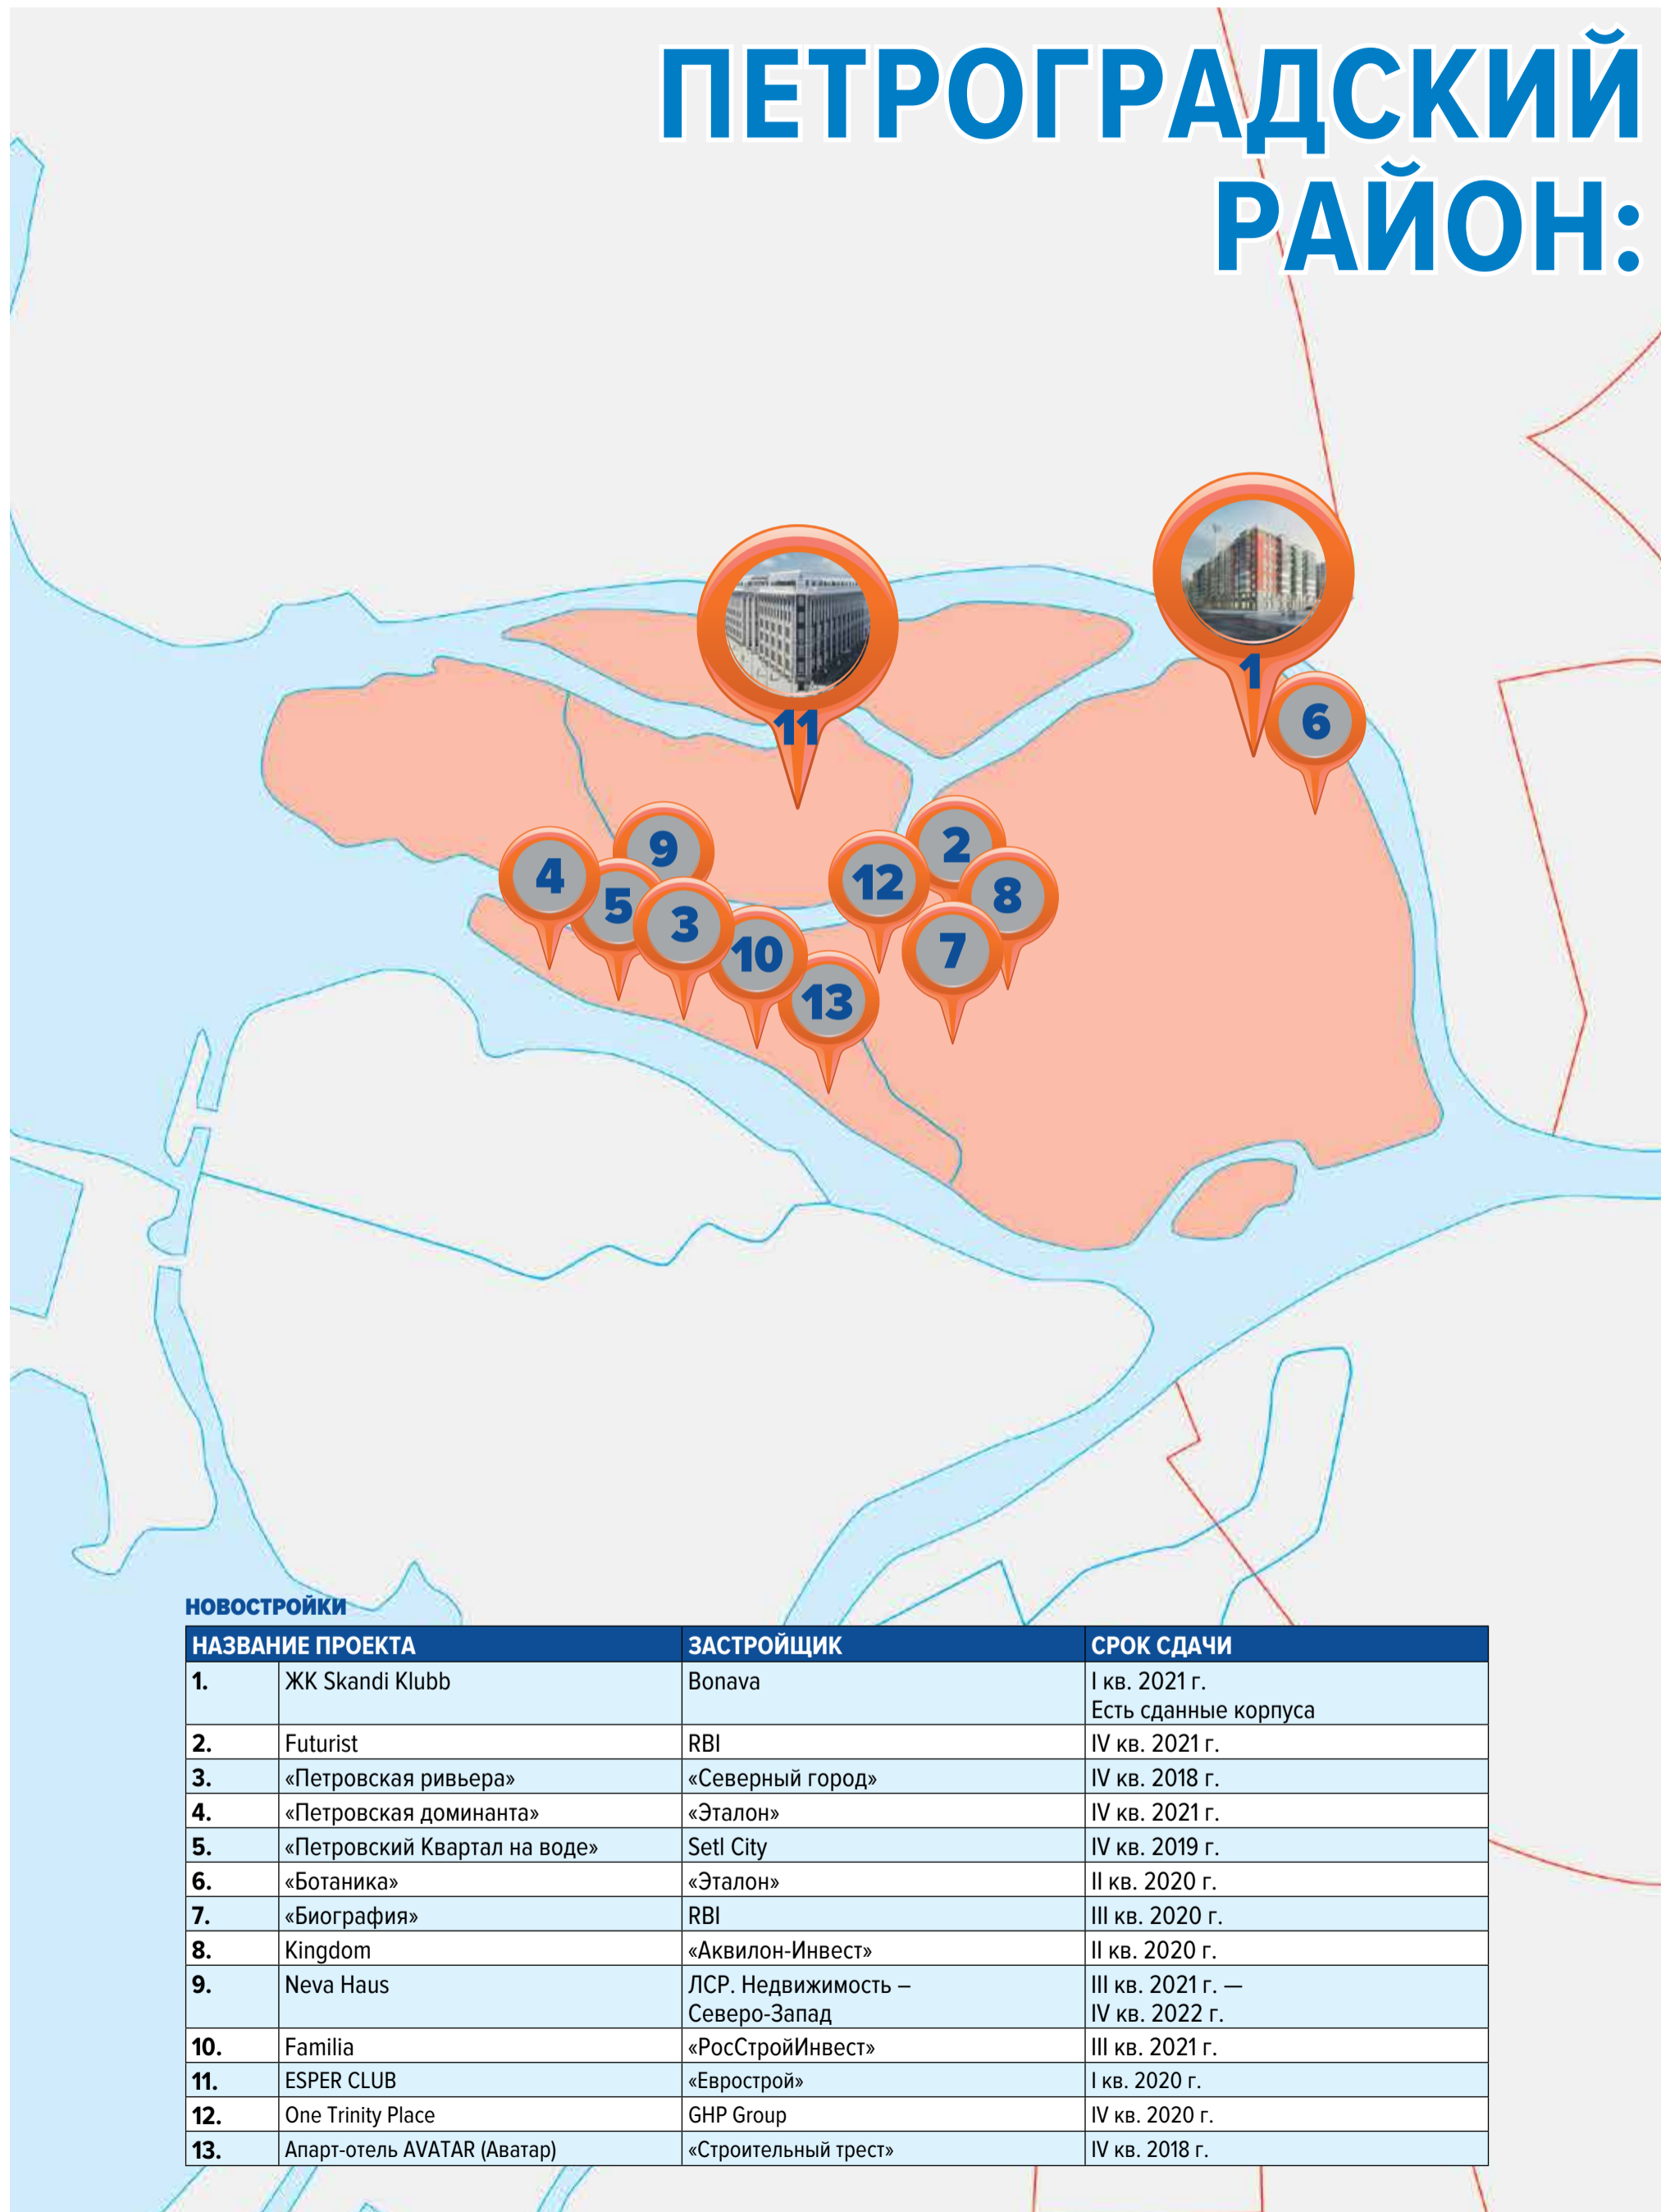 ПЕТРОГРАДСКИЙ
РАЙОН:
11
1
6
9
4
5
3
10
13
12
2
8
7
НОВОСТРОЙКИ
НАЗВАНИЕ ПРОЕКТА ЗАСТРОЙЩИК СРОК СДАЧИ
1. ЖК Skandi Klubb Bonava I кв. 2021 г.
Есть сданные корпуса
2. Futurist RBI IV кв. 2021 г.
3. «Петровская ривьера» «Северный город» IV кв. 2018 г.
4. «Петровская доминанта» «Эталон» IV кв. 2021 г.
5. «Петровский Квартал на воде» Setl City IV кв. 2019 г.
6. «Ботаника» «Эталон» II кв. 2020 г.
7. «Биография» RBI III кв. 2020 г.
8. Kingdom «Аквилон-Инвест» II кв. 2020 г.
9. Neva Haus ЛСР. Недвижимость – III кв. 2021 г. —
Северо-Запад IV кв. 2022 г.
10. Familia «РосСтройИнвест» III кв. 2021 г.
11. ESPER CLUB «Еврострой» I кв. 2020 г.
12. One Trinity Place GHP Group IV кв. 2020 г.
13. Апарт-отель AVATAR (Аватар) «Строительный трест» IV кв. 2018 г.